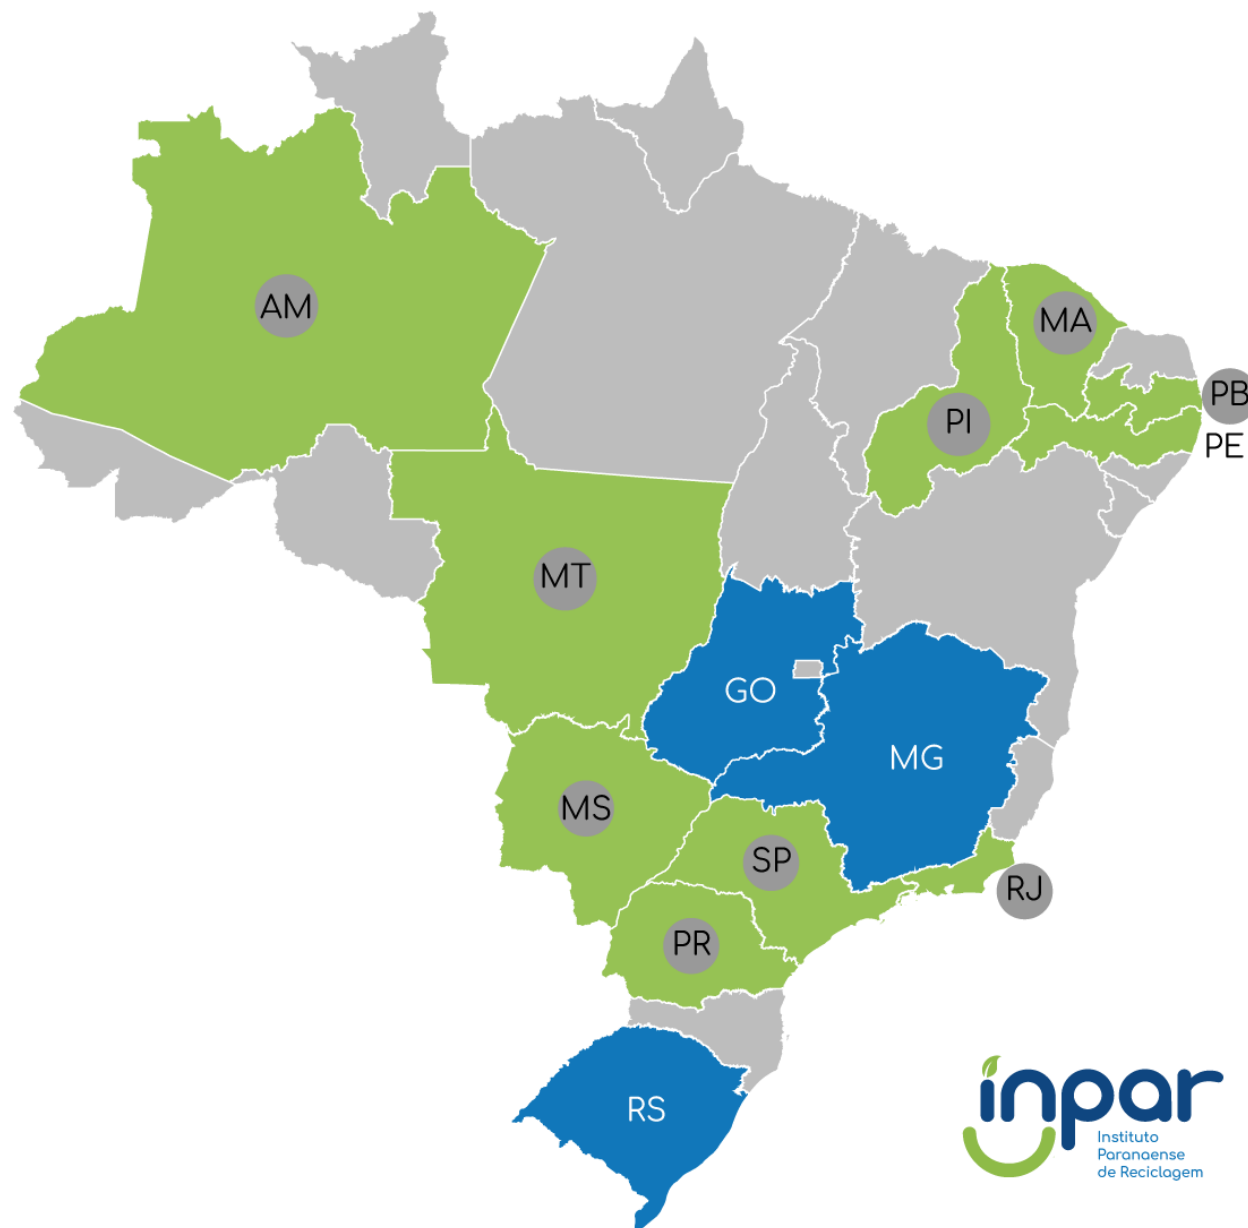 AM
MA
PB
PI
PE
MT
GO
MG
MS
SP
RJ
PR
RS
inpar
Instituto
Paranaense
de Reciclagem